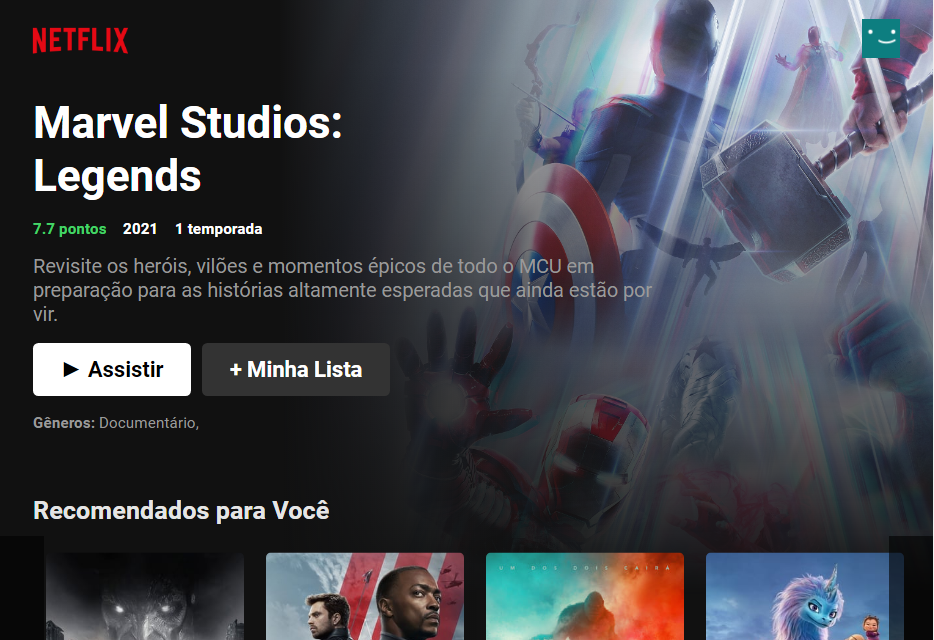 NETFLIX
Marvel Studios:
Legends
7.7 pontos 2021 1 temporada
Revisite os heróis, vilões e momentos épicos de todo o MCU em
preparação para as histórias altamente esperadas que ainda estão por
vir.
▶ Assistir + Minha Lista
Gêneros: Documentário,
Recomendados para Você
UM DOS DOIS CAIRÁ